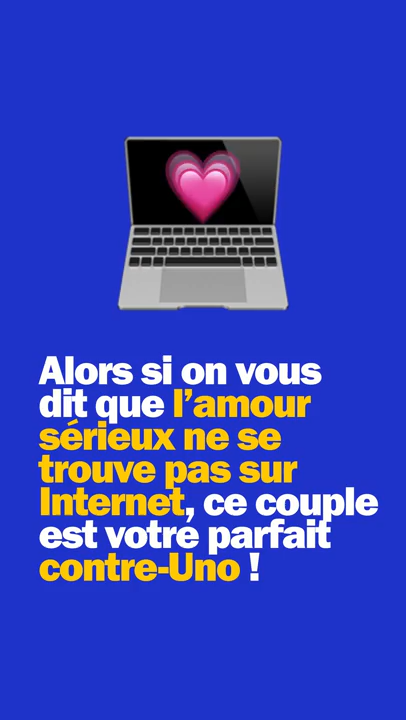 Alors si on vous
dit que l’amour
sérieux ne se
trouve pas sur
Internet, ce couple
est votre parfait
contre-Uno !